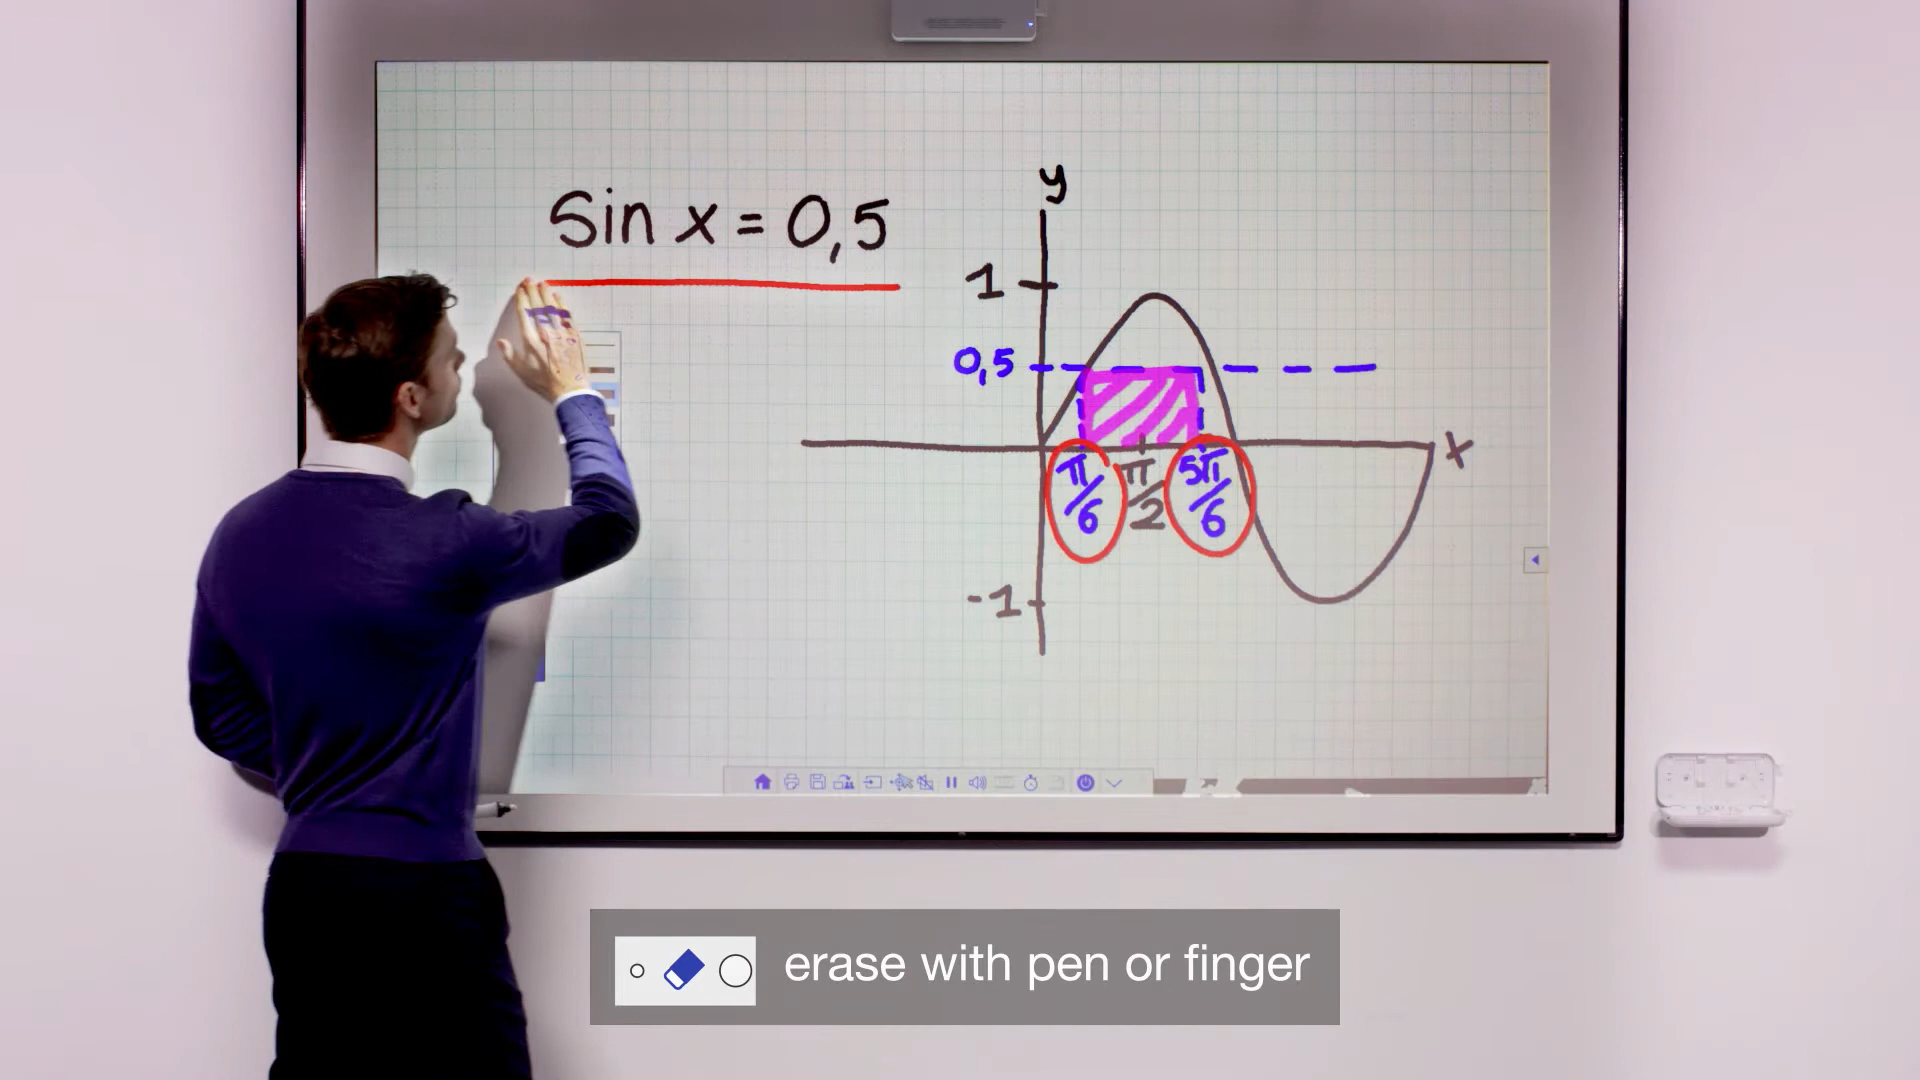 Sin x = 0,5
y
1
0,5
x
π/6
π/2
5π/6
-1
erase with pen or finger